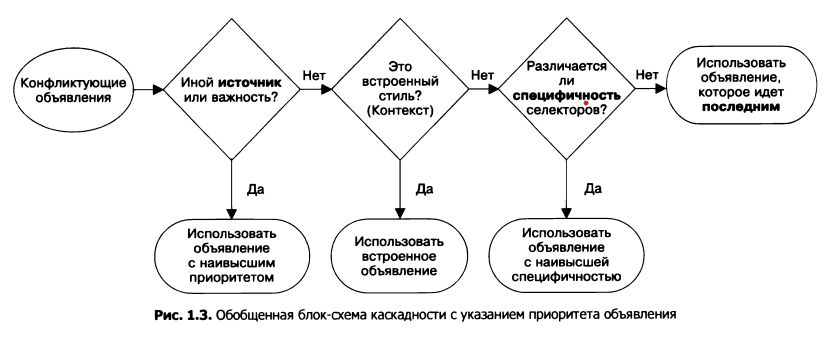 Конфликтующие
объявления
Иной источник
или важность?
Нет
Это
встроенный
стиль?
(Контекст)
Нет
Различается
ли
специфичность
селекторов?
Нет
Использовать
объявление,
которое идет
последним
Да
Да
Да
Использовать
объявление
с наивысшим
приоритетом
Использовать
встроенное
объявление
Использовать
объявление
с наивысшей
специфичностью
Рис. 1.3. Обобщенная блок-схема каскадности с указанием приоритета объявления